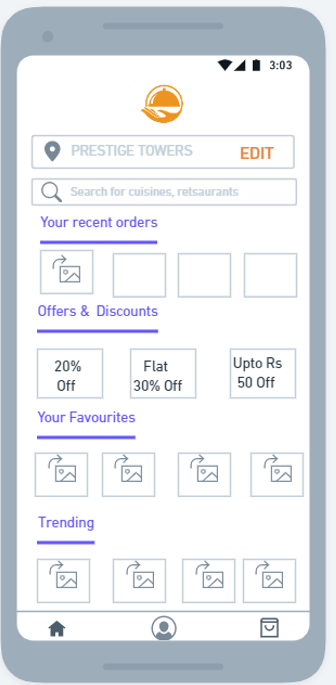 3:03
PRESTIGE TOWERS
EDIT
Search for cuisines, retsaurants
Your recent orders
Offers & Discounts
20%
Off
Flat
30% Off
Upto Rs
50 Off
Your Favourites
Trending